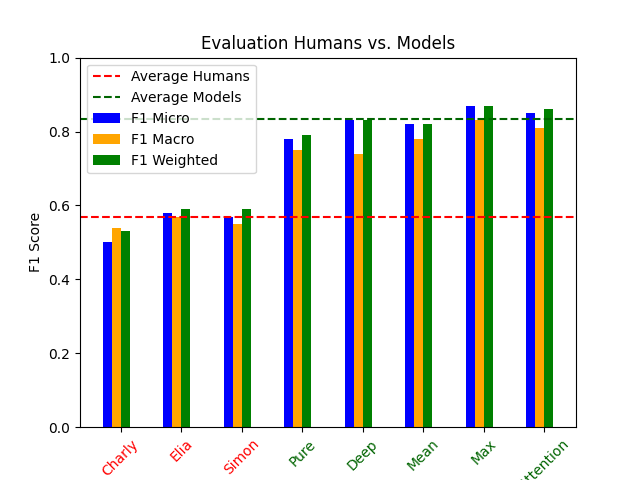 Evaluation Humans vs. Models
1.0
0.8
0.6
0.4
0.2
0.0
F1 Score
Average Humans
Average Models
F1 Micro
F1 Macro
F1 Weighted
Charly
Elia
Simon
Pure
Deep
Mean
Max